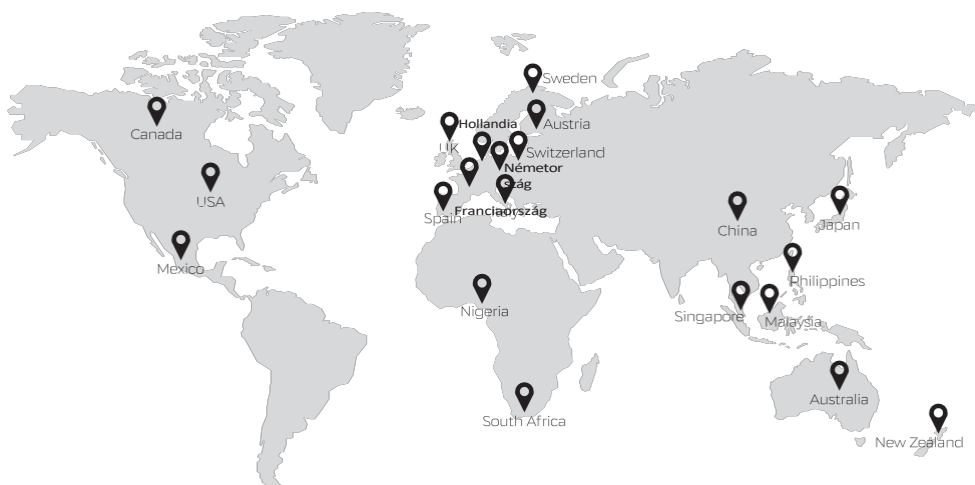 Sweden
Canada
Hollandia
Austria
UK
Switzerland
Németor
szág
USA
Spain
Franciaország
China
Japan
Mexico
Philippines
Nigeria
Singapore
Malaysia
Australia
South Africa
New Zealand